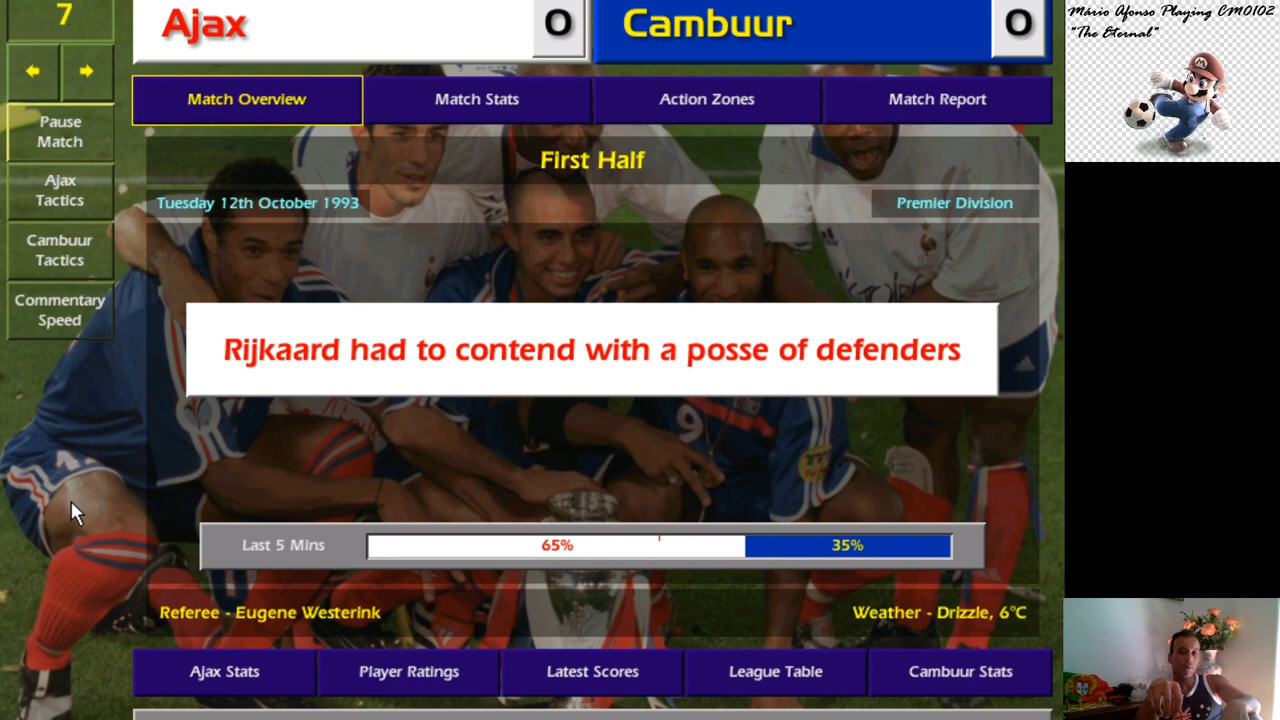 7
Ajax 0 Cambuur 0
Mário Afonso Playing CM0102
"The Eternal"
Match Overview Match Stats Action Zones Match Report
Pause
Match
Ajax
Tactics
Cambuur
Tactics
Commentary
Speed
First Half
Tuesday 12th October 1993 Premier Division
Rijkaard had to contend with a posse of defenders
Last 5 Mins 65% 35%
Referee - Eugene Westerink Weather - Drizzle, 6°C
Ajax Stats Player Ratings Latest Scores League Table Cambuur Stats